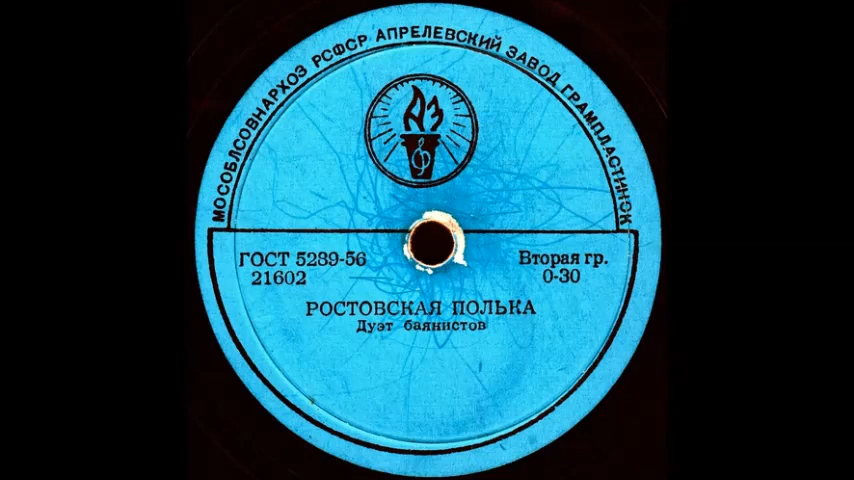 МОСОБЛСОВНАРХОЗ РСФСР АПРЕЛЕВСКИЙ ЗАВОД ГРАМПЛАСТИНОК
АЗ
ГОСТ 5289-56
21602
Вторая гр.
0-30
РОСТОВСКАЯ ПОЛЬКА
Дуэт баянистов